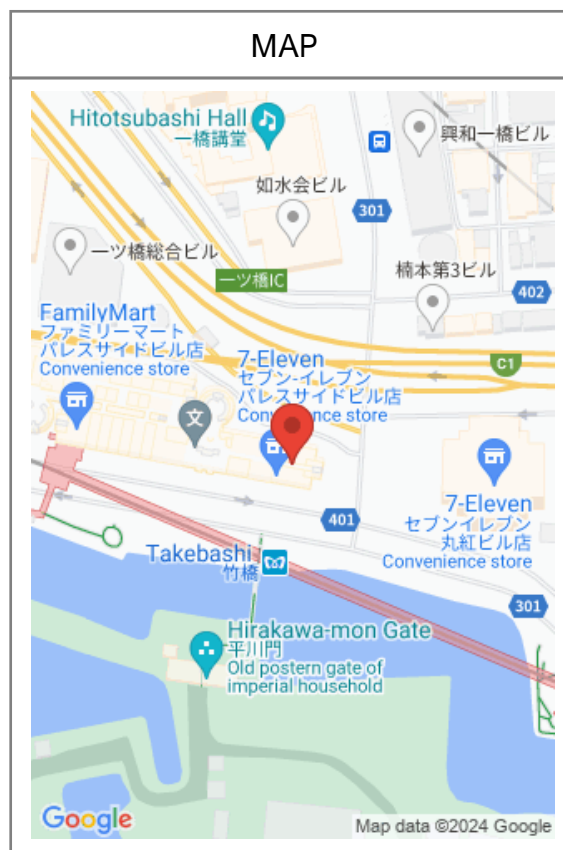 MAP
Hitotsubashi Hall
一橋講堂
興和一橋ビル
如水会ビル
301
一ツ橋総合ビル
楠本第3ビル
一ツ橋IC
402
FamilyMart
ファミリーマート
パレスサイドビル店
Convenience store
7-Eleven
セブン-イレブン
パレスサイドビル店
Convenience store
C1
文
401
7-Eleven
セブンイレブン
丸紅ビル店
Convenience store
Takebashi
竹橋
301
Hirakawa-mon Gate
平川門
Old postern gate of
imperial household
Google
Map data ©2024 Google